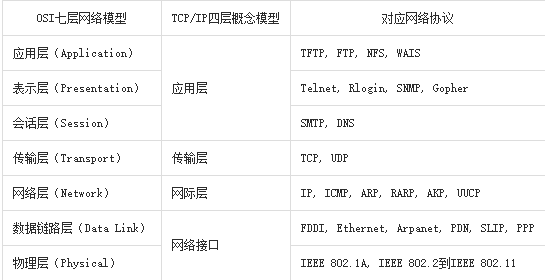 OSI七层网络模型 TCP/IP四层概念模型 对应网络协议
应用层（Application） TFTP, FTP, NFS, WAIS
表示层（Presentation） 应用层 Telnet, Rlogin, SNMP, Gopher
会话层（Session） SMTP, DNS
传输层（Transport） 传输层 TCP, UDP
网络层（Network） 网际层 IP, ICMP, ARP, RARP, AKP, UUCP
数据链路层（Data Link） FDDI, Ethernet, Arpanet, PDN, SLIP, PPP
网络接口
物理层（Physical） IEEE 802.1A, IEEE 802.2到IEEE 802.11